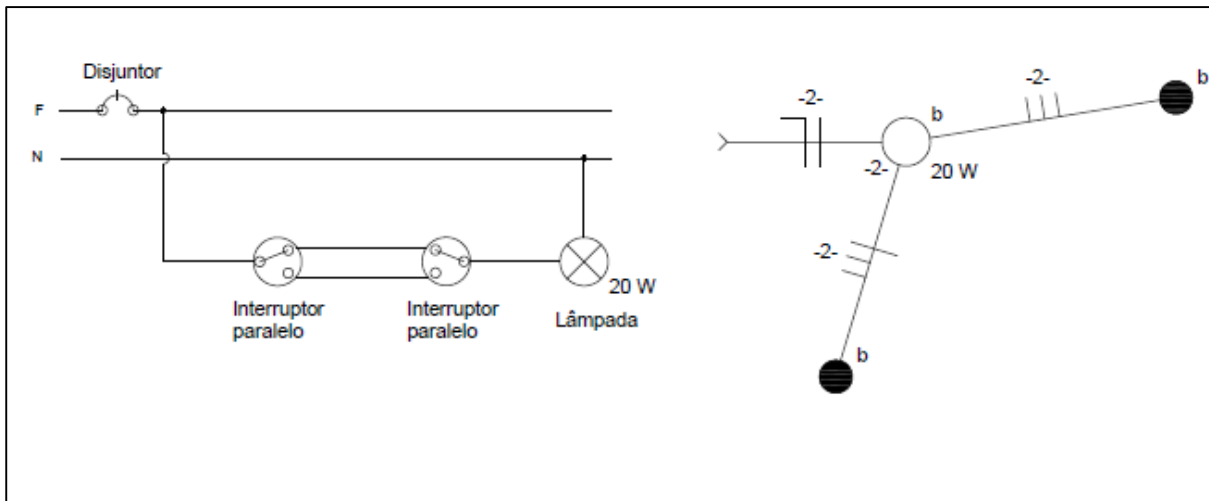 Disjuntor
F
N
Interruptor
paralelo
Interruptor
paralelo
20 W
Lâmpada
-2-
b
-2-
20 W
-2-
b
-2-
b